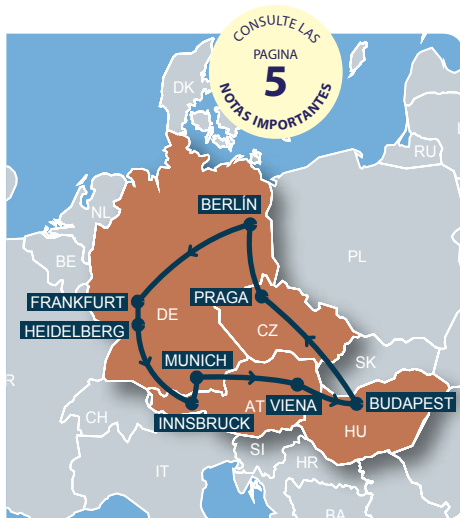 CONSULTE LAS
PAGINA
5
NOTAS IMPORTANTES
DK
RU
NL
BERLÍN
BE
PL
FRANKFURT
DE
PRAGA
HEIDELBERG
CZ
SK
MUNICH
R
CH
INNSBRUCK
AT
VIENA
BUDAPEST
HU
SI
IT
HR
BA